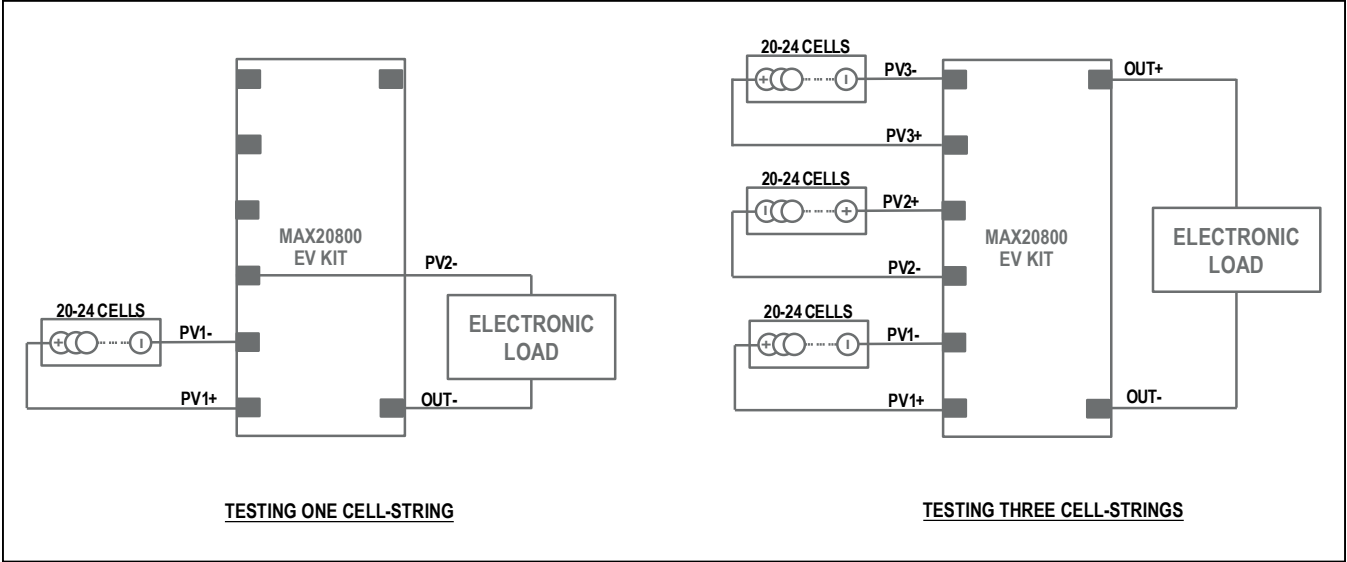 MAX20800
EV KIT
PV2-
20-24 CELLS
+
I
PV1-
PV1+
ELECTRONIC
LOAD
OUT-
TESTING ONE CELL-STRING
20-24 CELLS
+
I
PV3-
PV3+
20-24 CELLS
I
+
PV2+
PV2-
20-24 CELLS
+
I
PV1-
PV1+
MAX20800
EV KIT
OUT+
ELECTRONIC
LOAD
OUT-
TESTING THREE CELL-STRINGS